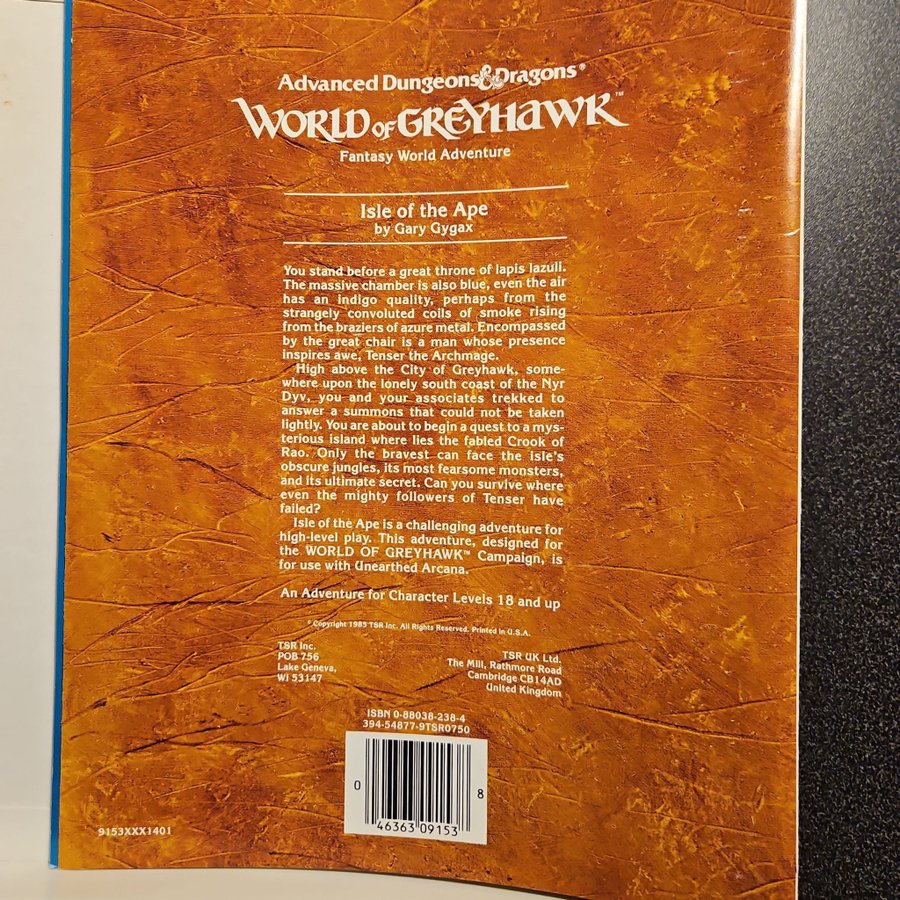 Advanced Dungeons & Dragons®
WORLD OF GREYHAWK™
Fantasy World Adventure
Isle of the Ape
by Gary Gygax
You stand before a great throne of lapis lazuli.
The massive chamber is also blue, even the air
has an indigo quality, perhaps from the
strangely convoluted coils of smoke rising
from the braziers of azure metal. Encompassed
by the great chair is a man whose presence
inspires awe, Tenser the Archmage.
High above the City of Greyhawk, some-
where upon the lonely south coast of the Nyr
Dyv, you and your associates trekked to
answer a summons that could not be taken
lightly. You are about to begin a quest to a mys-
terious island where lies the fabled Crook of
Rao. Only the bravest can face the isle's
obscure jungles, its most fearsome monsters,
and its ultimate secret. Can you survive where
even the mighty followers of Tenser have
failed?
Isle of the Ape is a challenging adventure for
high-level play. This adventure, designed for
the WORLD OF GREYHAWK™ Campaign, is
for use with Unearthed Arcana.
An Adventure for Character Levels 18 and up
© Copyright 1985 TSR Inc. All Rights Reserved. Printed in U.S.A.
TSR Inc.
POB 756
Lake Geneva,
WI 53147
TSR UK Ltd.
The Mill, Rathmore Road
Cambridge CB14AD
United Kingdom
ISBN 0-88038-238-4
394-54877-9TSR0750
0 46363 09153 8
9153XXX1401